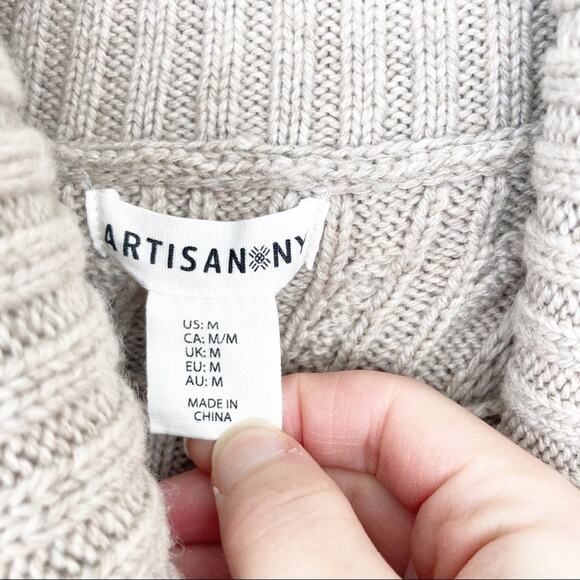 ARTISAN NY
US: M
CA: M/M
UK: M
EU: M
AU: M
MADE IN
CHINA